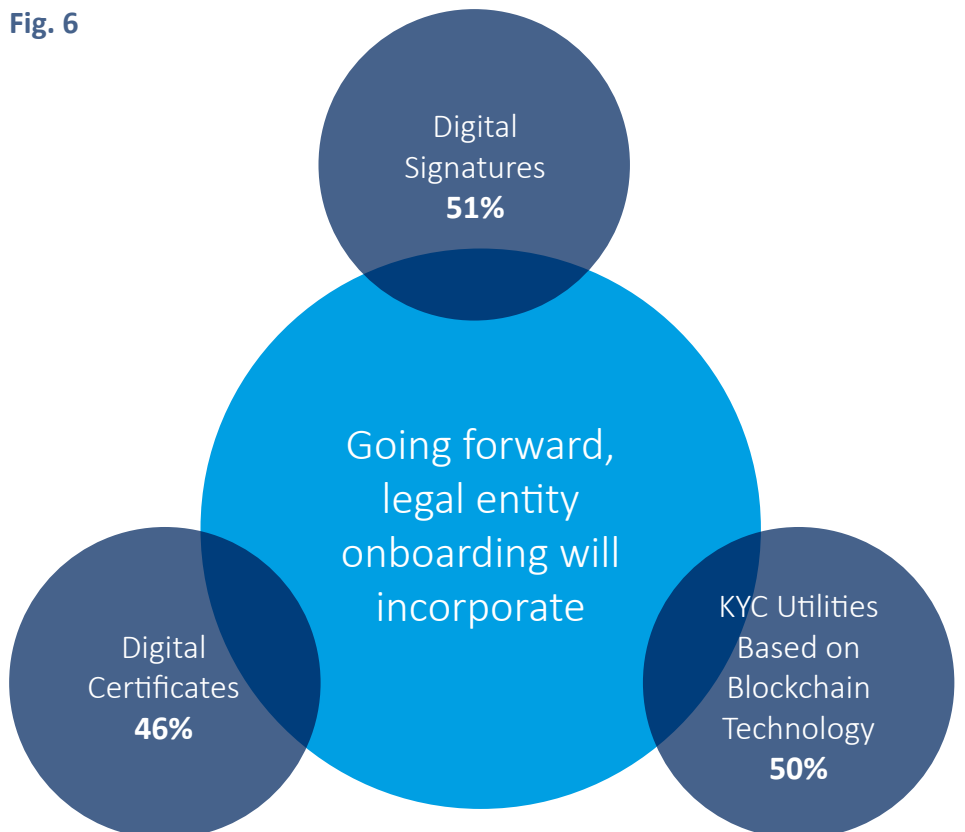 Fig. 6
Digital
Signatures
51%
Going forward,
legal entity
onboarding will
incorporate
Digital
Certificates
46%
KYC Utilities
Based on
Blockchain
Technology
50%